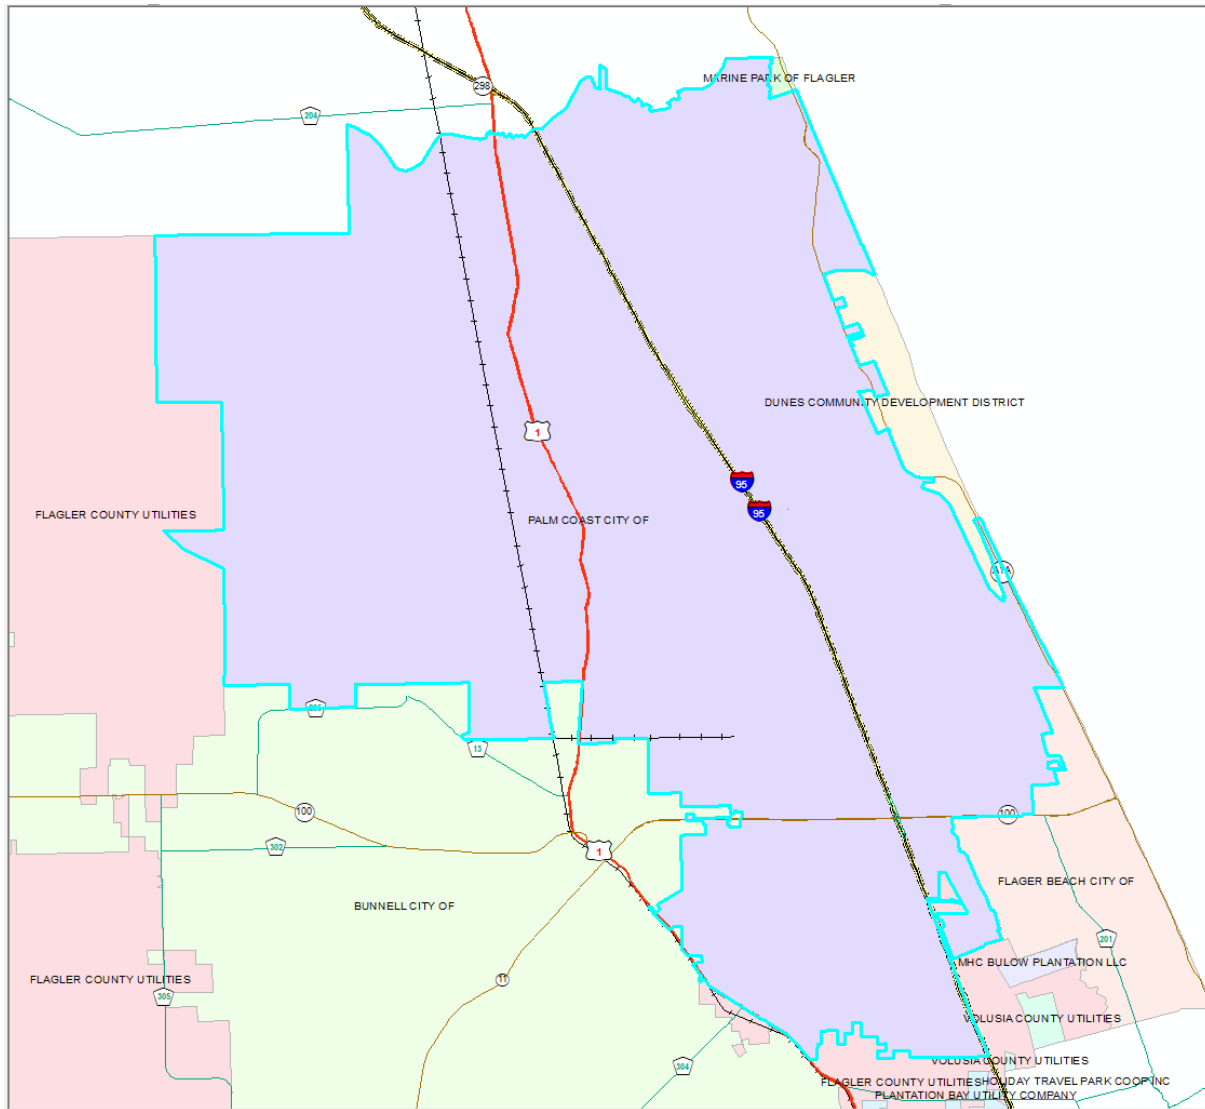 MARINE PARK OF FLAGLER
298
204
DUNES COMMUNITY DEVELOPMENT DISTRICT
1
95
95
FLAGLER COUNTY UTILITIES
PALM COAST CITY OF
A1A
205
13
100
100
302
1
FLAGER BEACH CITY OF
BUNNELL CITY OF
201
MHC BULOW PLANTATION LLC
FLAGLER COUNTY UTILITIES
11
305
VOLUSIA COUNTY UTILITIES
VOLUSIA COUNTY UTILITIES
304
FLAGLER COUNTY UTILITIES
HOLIDAY TRAVEL PARK COOP INC
PLANTATION BAY UTILITY COMPANY